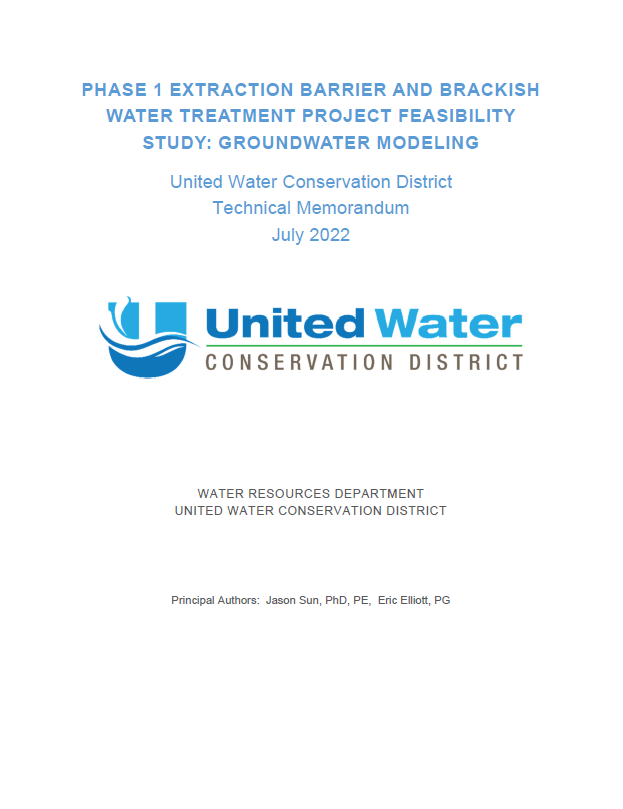 PHASE 1 EXTRACTION BARRIER AND BRACKISH
WATER TREATMENT PROJECT FEASIBILITY
STUDY: GROUNDWATER MODELING
United Water Conservation District
Technical Memorandum
July 2022
United Water
CONSERVATION DISTRICT
WATER RESOURCES DEPARTMENT
UNITED WATER CONSERVATION DISTRICT
Principal Authors:  Jason Sun, PhD, PE,  Eric Elliott, PG